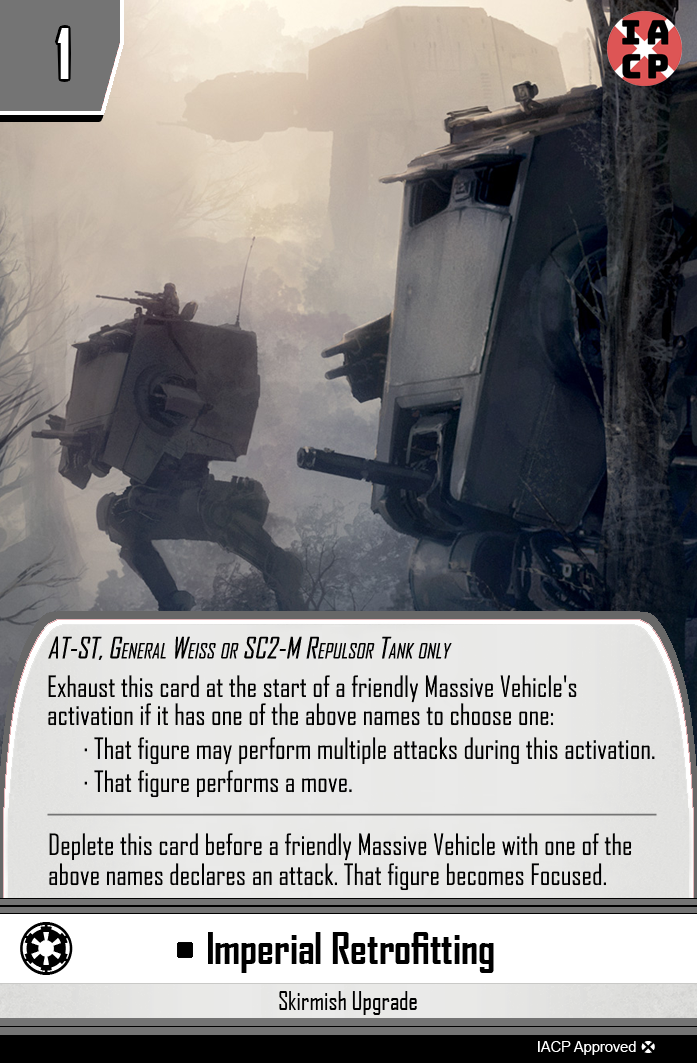 1
IA
CP
AT-ST, General Weiss or SC2-M Repulsor Tank only
Exhaust this card at the start of a friendly Massive Vehicle's
activation if it has one of the above names to choose one:
· That figure may perform multiple attacks during this activation.
· That figure performs a move.
Deplete this card before a friendly Massive Vehicle with one of the
above names declares an attack. That figure becomes Focused.
Imperial Retrofitting
Skirmish Upgrade
IACP Approved